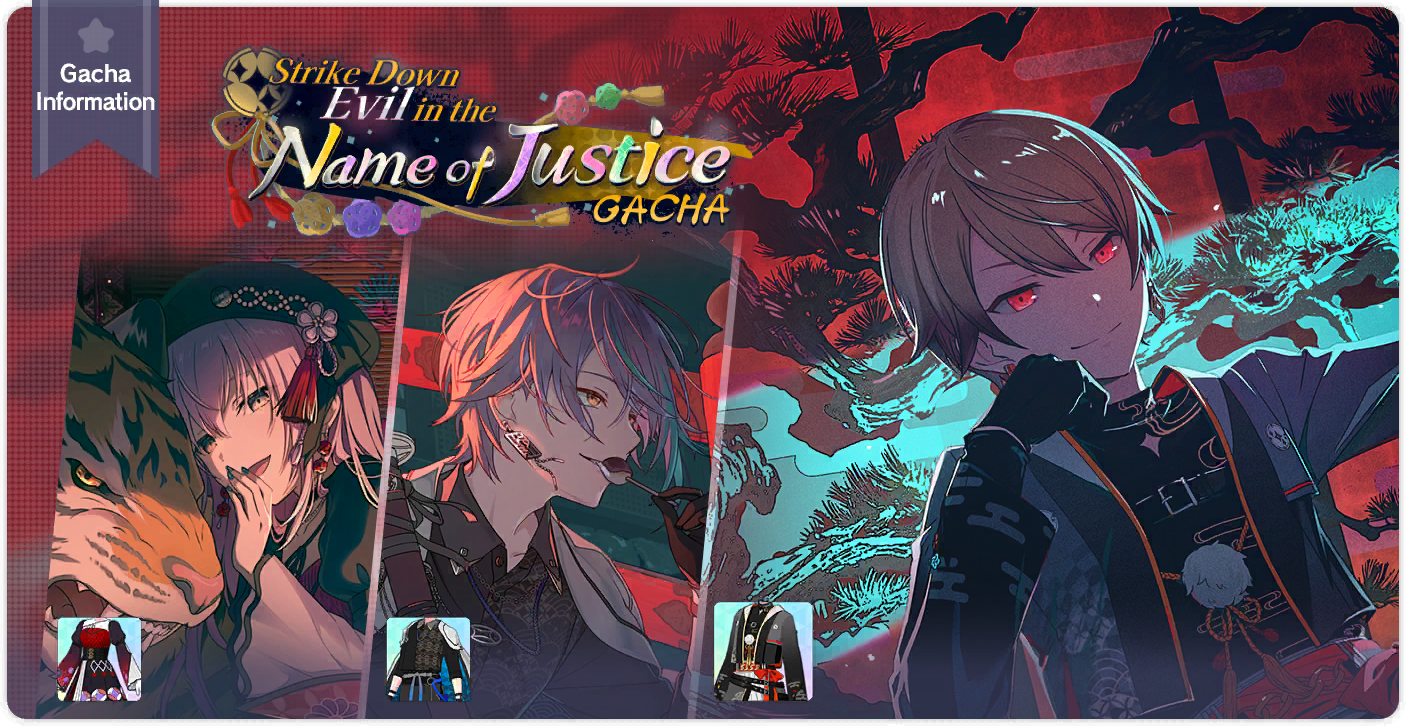 Gacha
Information
Strike Down
Evil in the
Name of Justice
GACHA